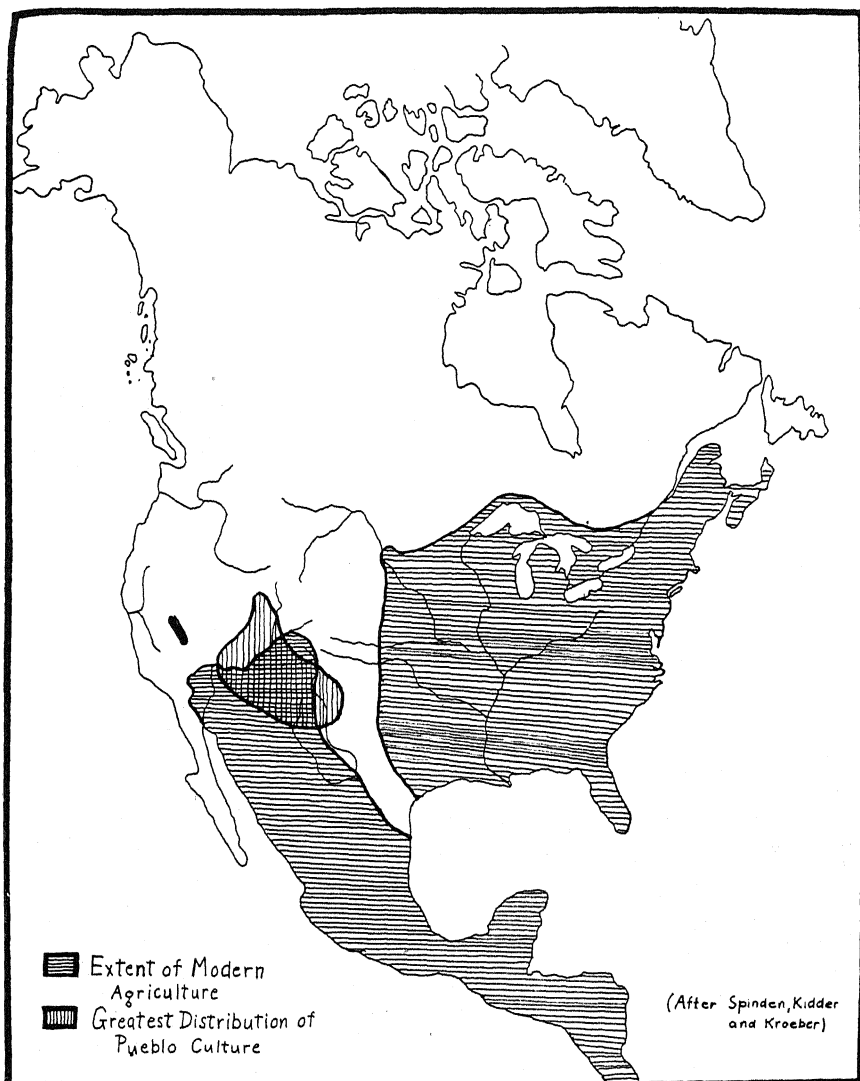 Extent of Modern
Agriculture
Greatest Distribution of
Pueblo Culture
(After Spinden, Kidder
and Kroeber)